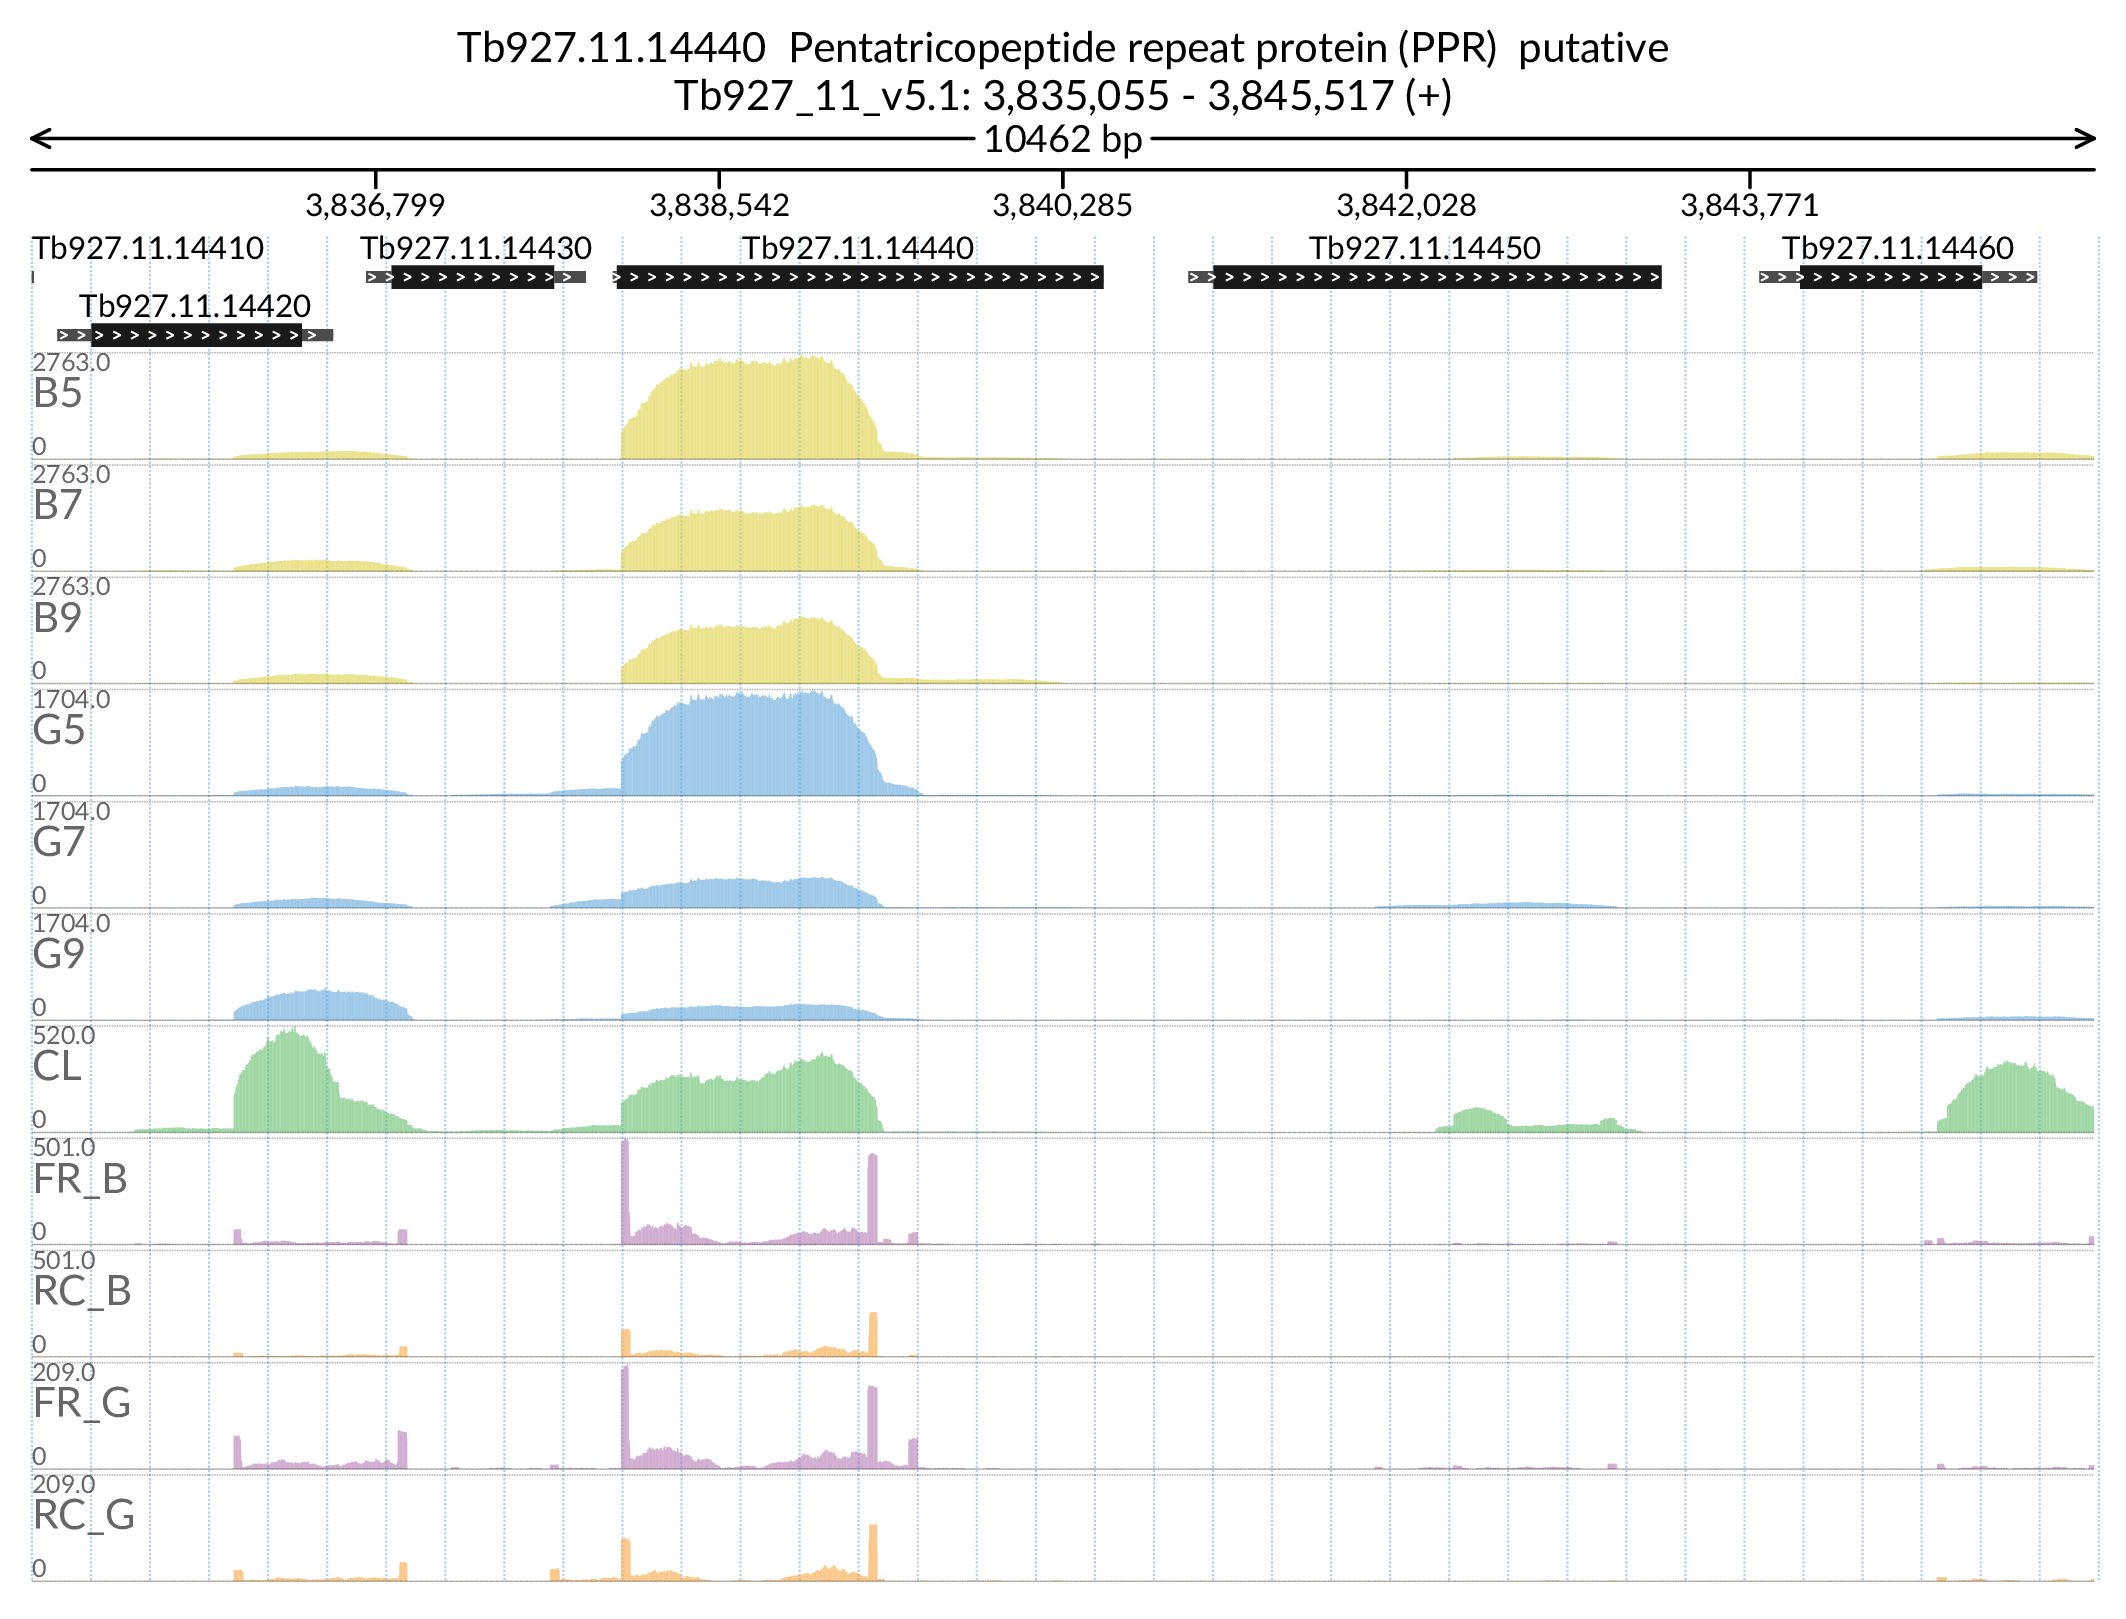 Tb927.11.14440  Pentatricopeptide repeat protein (PPR)  putative
Tb927_11_v5.1: 3,835,055 - 3,845,517 (+)
10462 bp
3,836,799 3,838,542 3,840,285 3,842,028 3,843,771
Tb927.11.14410 Tb927.11.14430 Tb927.11.14440 Tb927.11.14450 Tb927.11.14460
Tb927.11.14420
2763.0
B5
0
2763.0
B7
0
2763.0
B9
0
1704.0
G5
0
1704.0
G7
0
1704.0
G9
0
520.0
CL
0
501.0
FR_B
0
501.0
RC_B
0
209.0
FR_G
0
209.0
RC_G
0